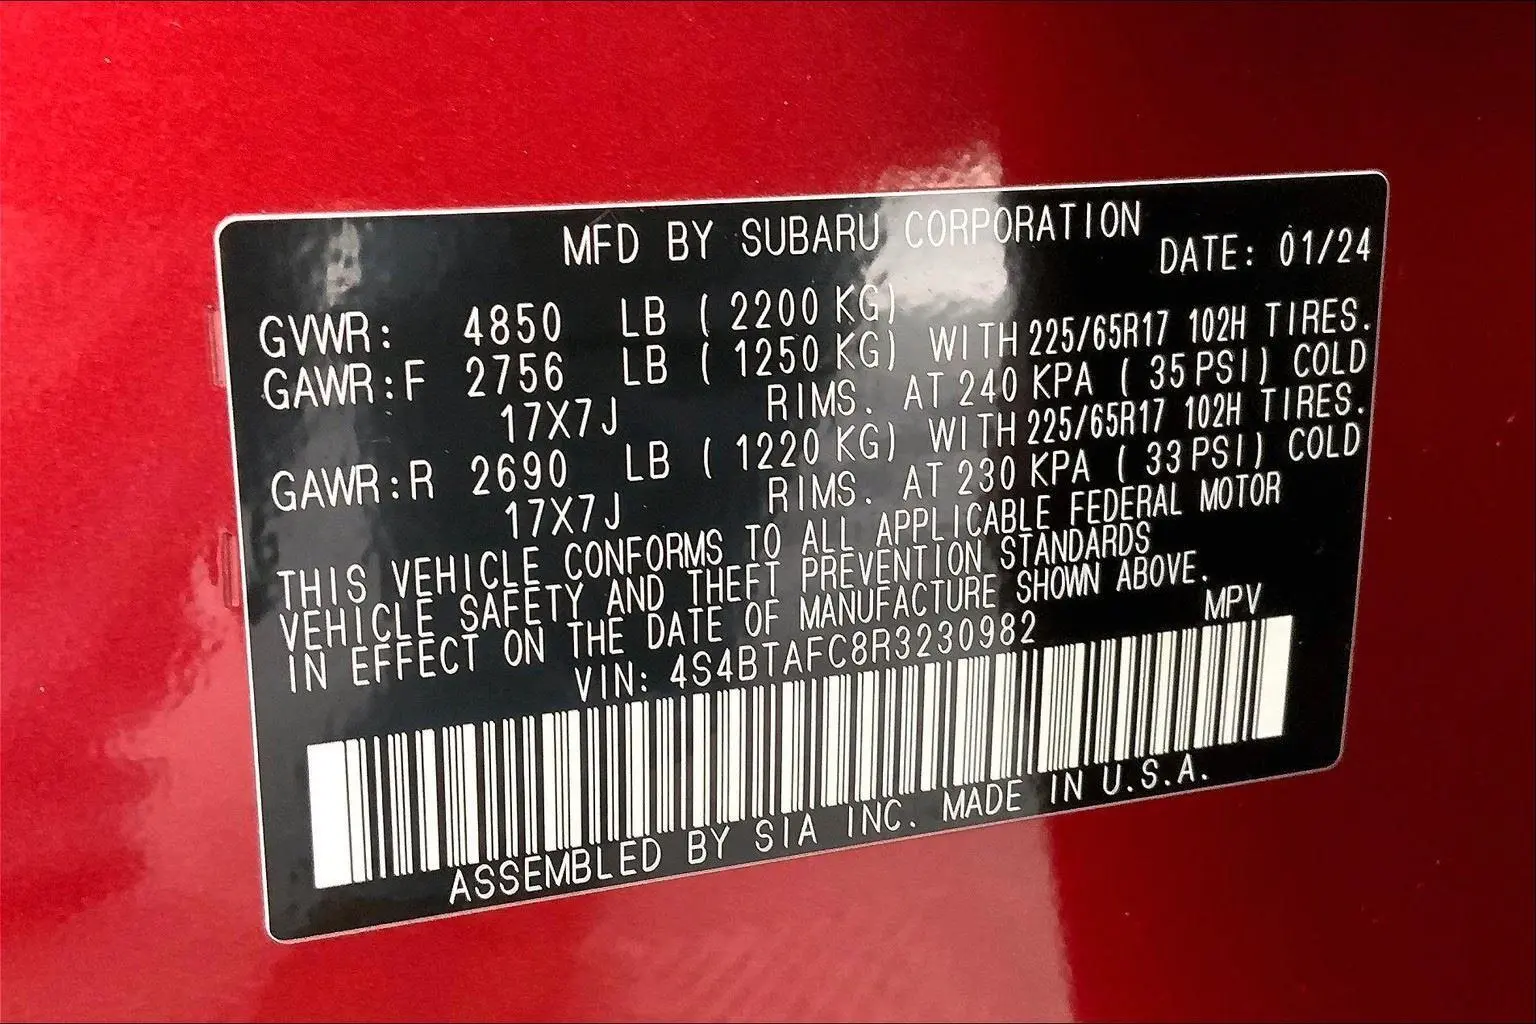 MFD BY SUBARU CORPORATION
DATE: 01/24
GVWR: 4850 LB ( 2200 KG)
GAWR:F 2756 LB ( 1250 KG) WITH 225/65R17 102H TIRES.
17X7J RIMS. AT 240 KPA ( 35 PSI) COLD
GAWR:R 2690 LB ( 1220 KG) WITH 225/65R17 102H TIRES.
17X7J RIMS. AT 230 KPA ( 33 PSI) COLD
THIS VEHICLE CONFORMS TO ALL APPLICABLE FEDERAL MOTOR
VEHICLE SAFETY AND THEFT PREVENTION STANDARDS
IN EFFECT ON THE DATE OF MANUFACTURE SHOWN ABOVE.
VIN: 4S4BTAFC8R3230982 MPV
ASSEMBLED BY SIA INC. MADE IN U.S.A.